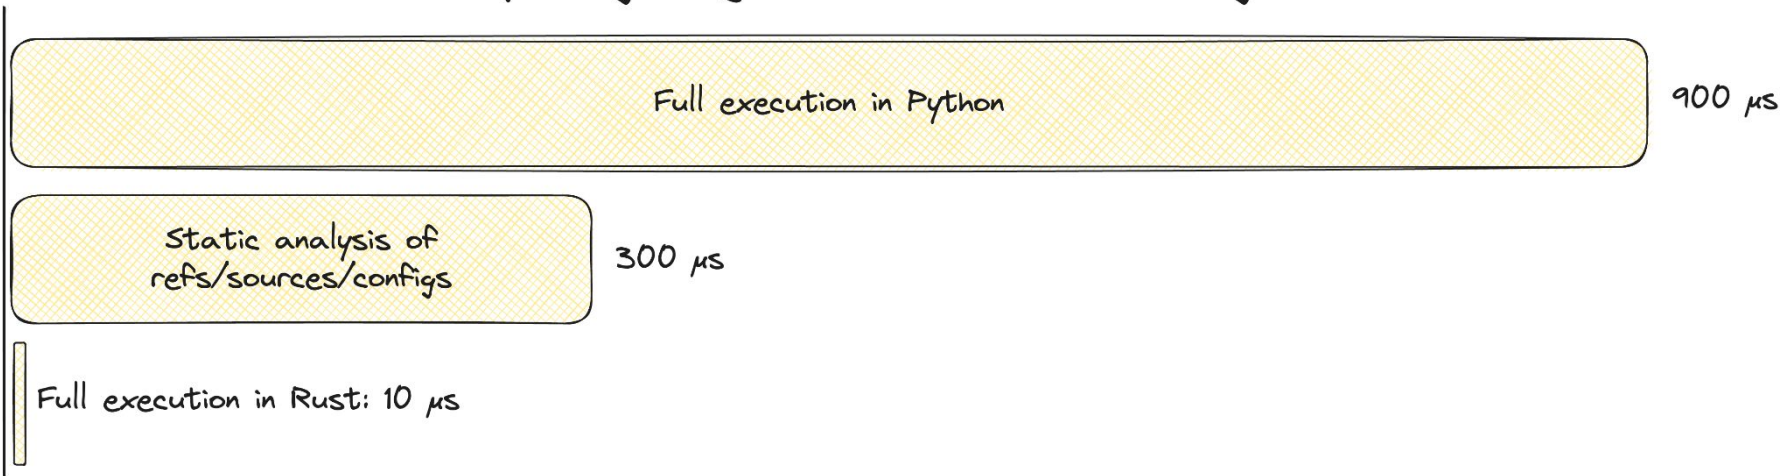 Full execution in Python
900 μs
Static analysis of
refs/sources/configs
300 μs
Full execution in Rust: 10 μs